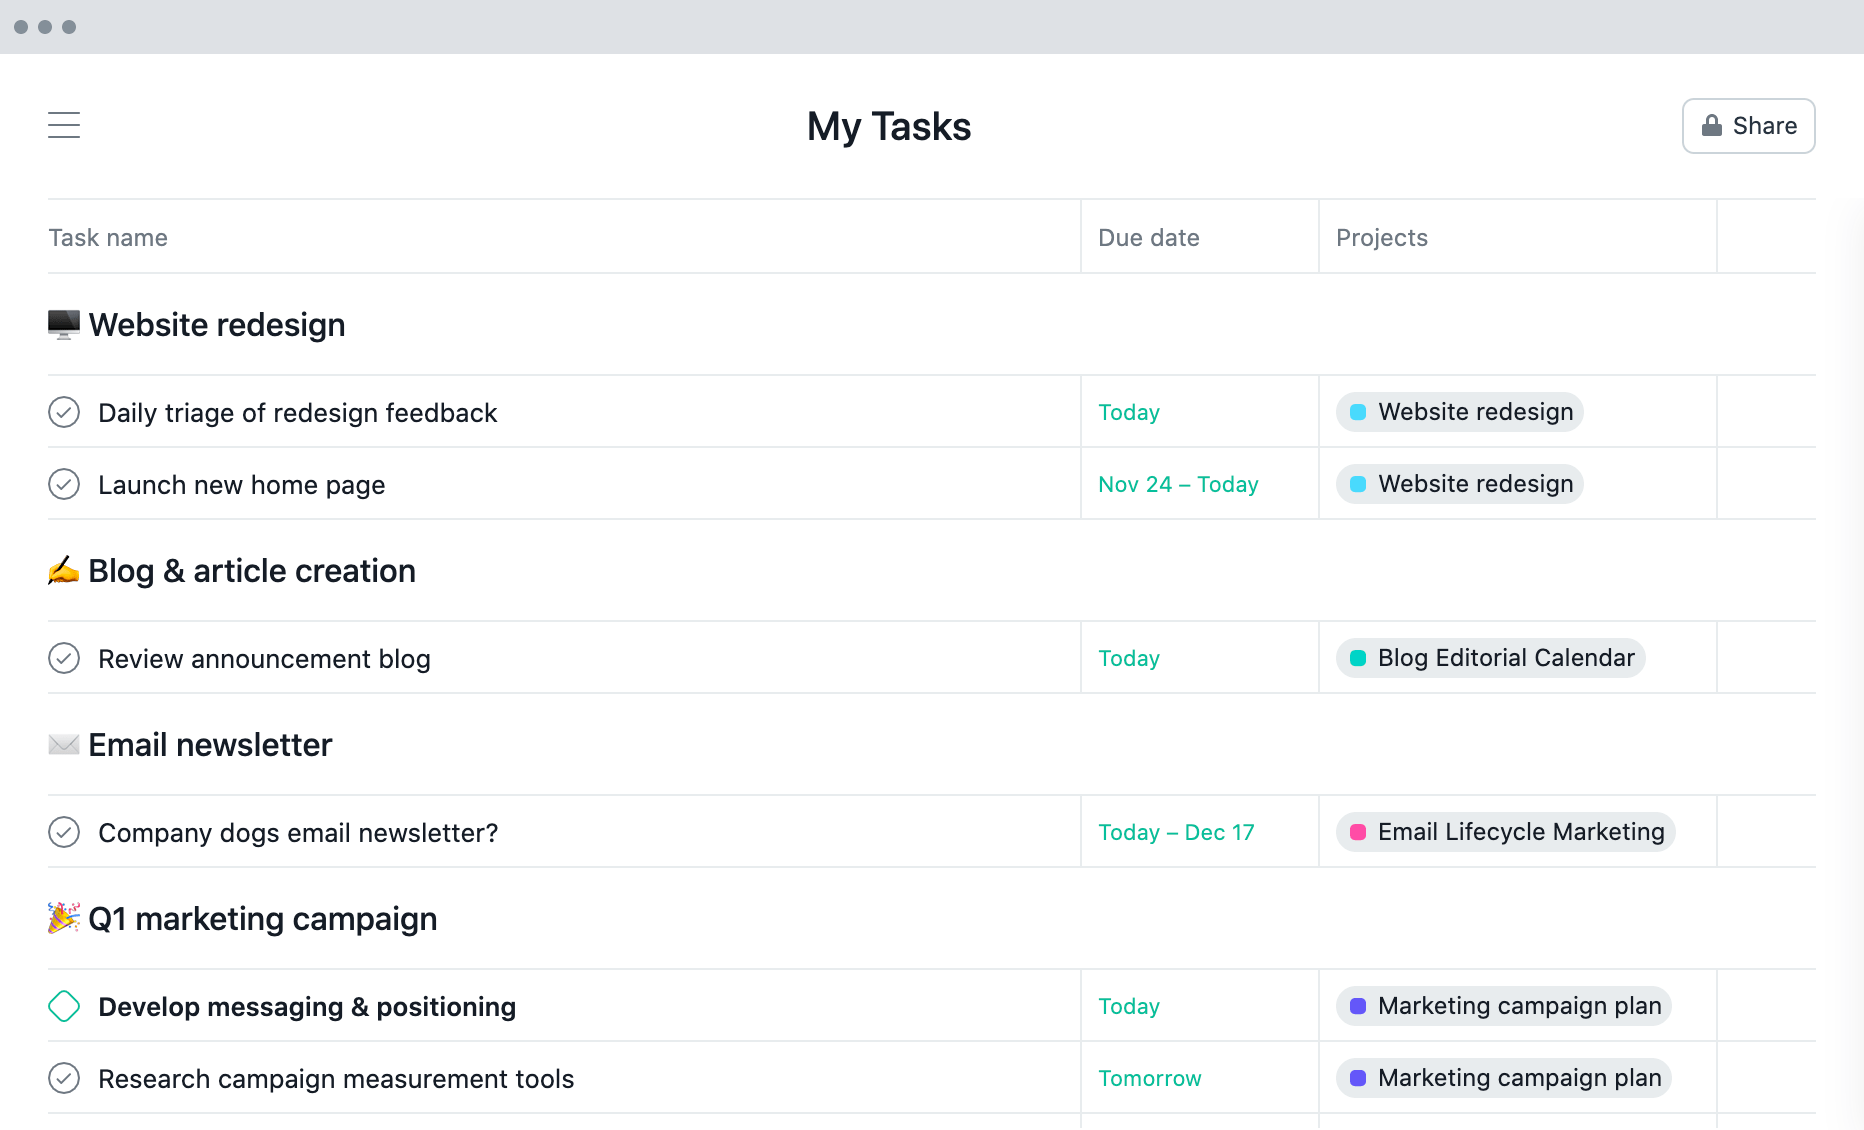 My Tasks
Share
Task name Due date Projects
Website redesign
Daily triage of redesign feedback Today Website redesign
Launch new home page Nov 24 – Today Website redesign
Blog & article creation
Review announcement blog Today Blog Editorial Calendar
Email newsletter
Company dogs email newsletter? Today – Dec 17 Email Lifecycle Marketing
Q1 marketing campaign
Develop messaging & positioning Today Marketing campaign plan
Research campaign measurement tools Tomorrow Marketing campaign plan